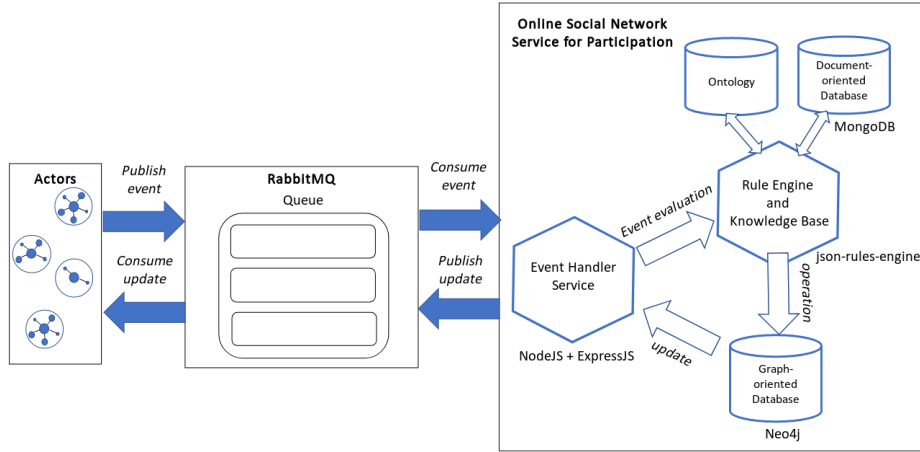 Online Social Network
Service for Participation
Ontology
Document-
oriented
Database
MongoDB
Actors
Publish
event
Consume
update
RabbitMQ
Queue
Consume
event
Publish
update
Event Handler
Service
NodeJS + ExpressJS
Event evaluation
Rule Engine
and
Knowledge Base
json-rules-engine
operation
update
Graph-
oriented
Database
Neo4j